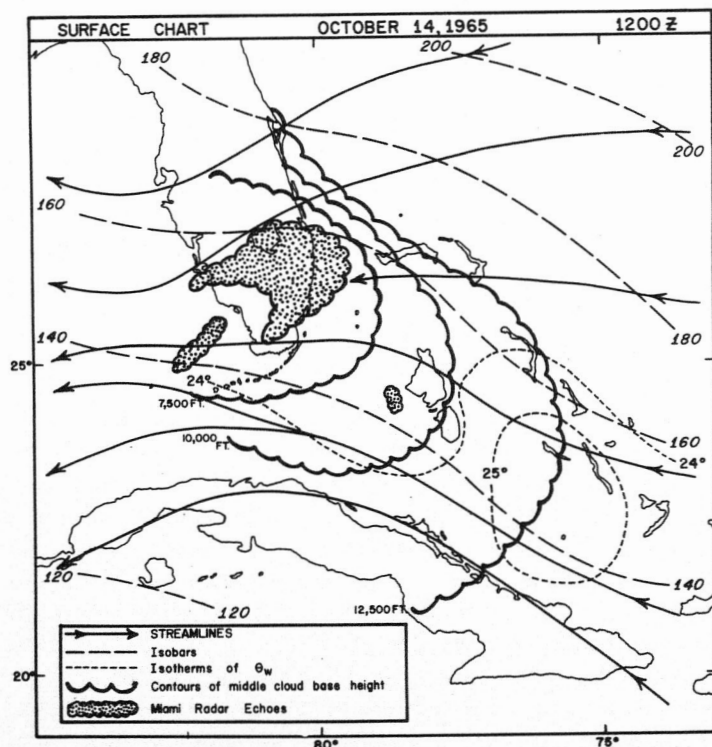 SURFACE CHART OCTOBER 14, 1965 1200 Z
180
200
200
160
180
140
25°
24°
7,500 FT.
10,000 FT.
160
24°
25°
120
120
140
12,500 FT
STREAMLINES
Isobars
Isotherms of θw
Contours of middle cloud base height
Miami Radar Echoes
20°
80°
75°